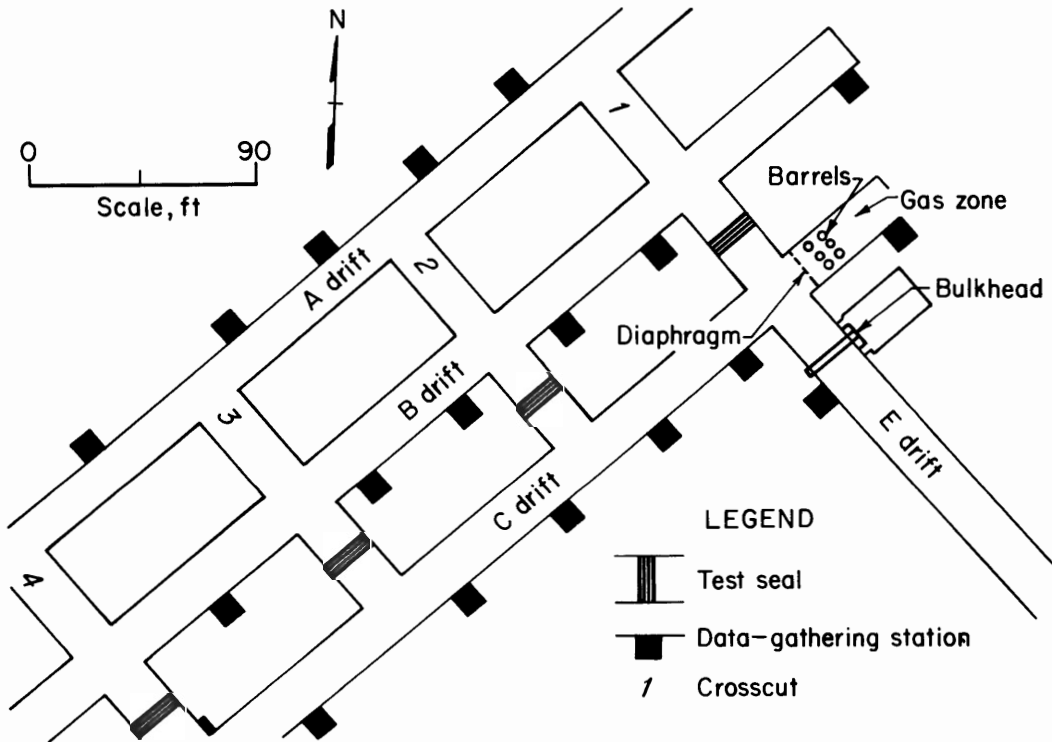 N
0 90
Scale, ft
1
Barrels
Gas zone
A drift
2
Diaphragm
Bulkhead
B drift
3
E drift
C drift
4
LEGEND
Test seal
Data-gathering station
1 Crosscut